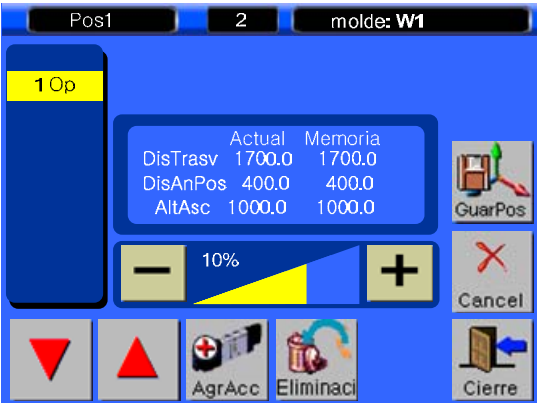 Pos1 2 molde: W1
1 Op
Actual Memoria
DisTrasv 1700.0 1700.0
DisAnPos 400.0 400.0
AltAsc 1000.0 1000.0
GuarPos
10%
− +
Cancel
AgrAcc Eliminaci Cierre